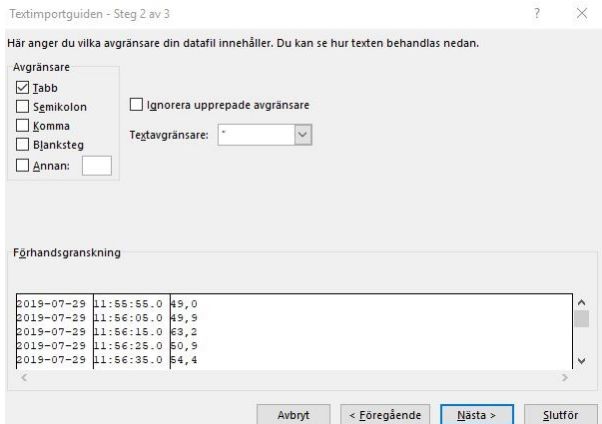 Textimportguiden - Steg 2 av 3
Här anger du vilka avgränsare din datafil innehåller. Du kan se hur texten behandlas nedan.
Avgränsare
Tabb
Semikolon
Komma
Blanksteg
Annan:
Ignorera upprepade avgränsare
Textavgränsare: "
Förhandsgranskning
2019-07-29 11:55:55.0 49,0
2019-07-29 11:56:05.0 49,9
2019-07-29 11:56:15.0 63,2
2019-07-29 11:56:25.0 50,9
2019-07-29 11:56:35.0 54,4
Avbryt < Föregående Nästa > Slutför